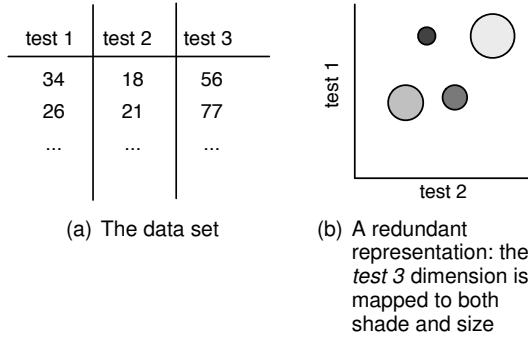 test 1 test 2 test 3
34 18 56
26 21 77
... ... ...
(a) The data set
test 1
test 2
(b) A redundant
representation: the
test 3 dimension is
mapped to both
shade and size